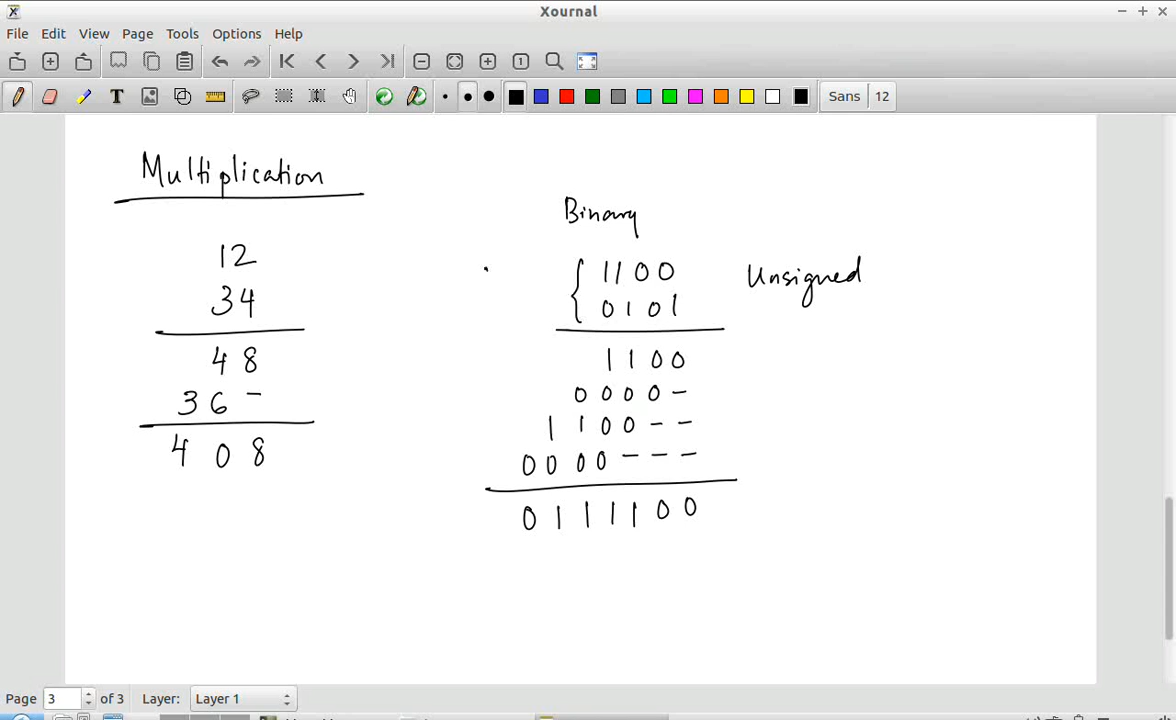 Xournal
File Edit View Page Tools Options Help
Sans 12
Multiplication
12
34
48
36 -
408
Binary
1100
0101
Unsigned
1100
0000 -
1100 - -
0000 - - -
0111100
Page 3 of 3 Layer: Layer 1